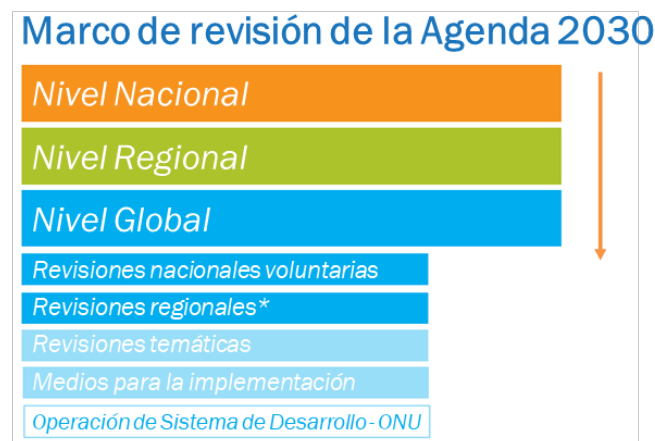 Marco de revisión de la Agenda 2030
Nivel Nacional
Nivel Regional
Nivel Global
Revisiones nacionales voluntarias
Revisiones regionales*
Revisiones temáticas
Medios para la implementación
Operación de Sistema de Desarrollo - ONU